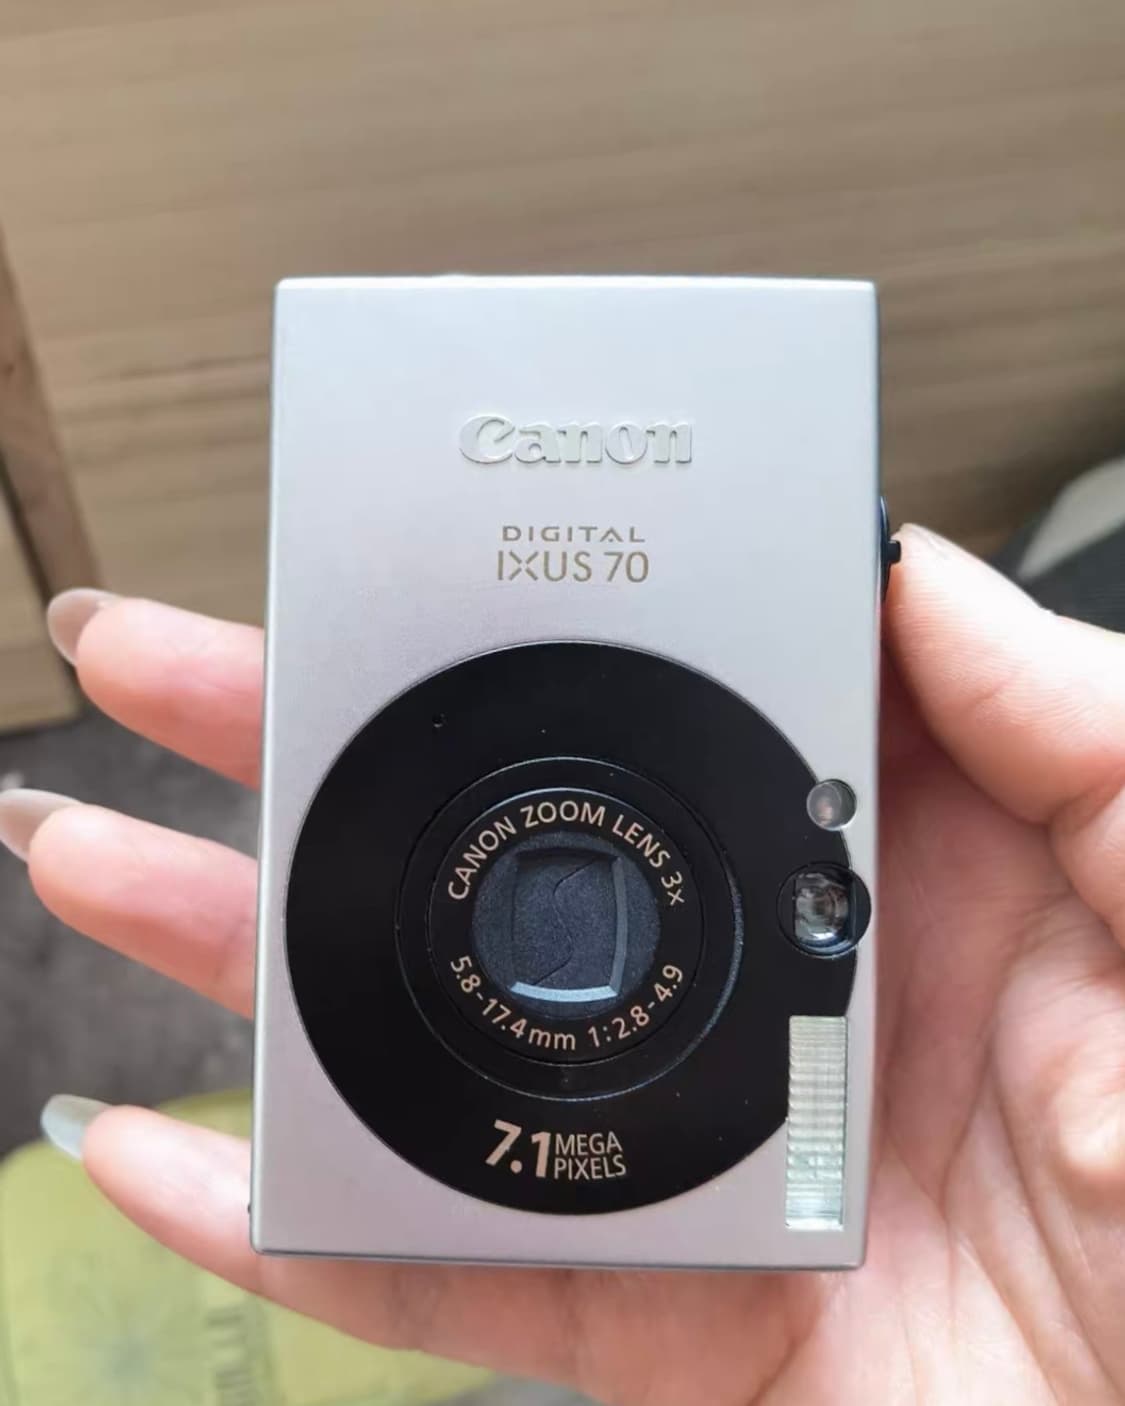 Canon
DIGITAL
IXUS 70
CANON ZOOM LENS 3x
5.8-17.4mm 1:2.8-4.9
7.1 MEGA
PIXELS